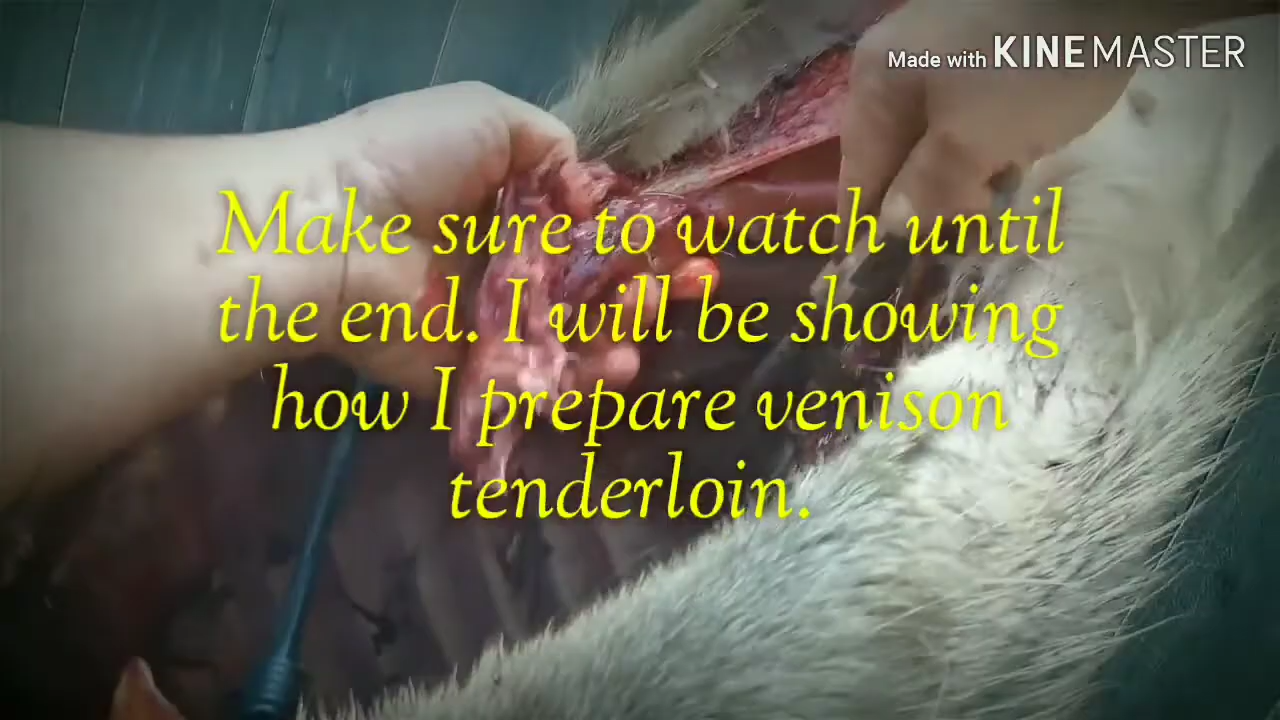 Made with KINEMASTER
Make sure to watch until
the end. I will be showing
how I prepare venison
tenderloin.